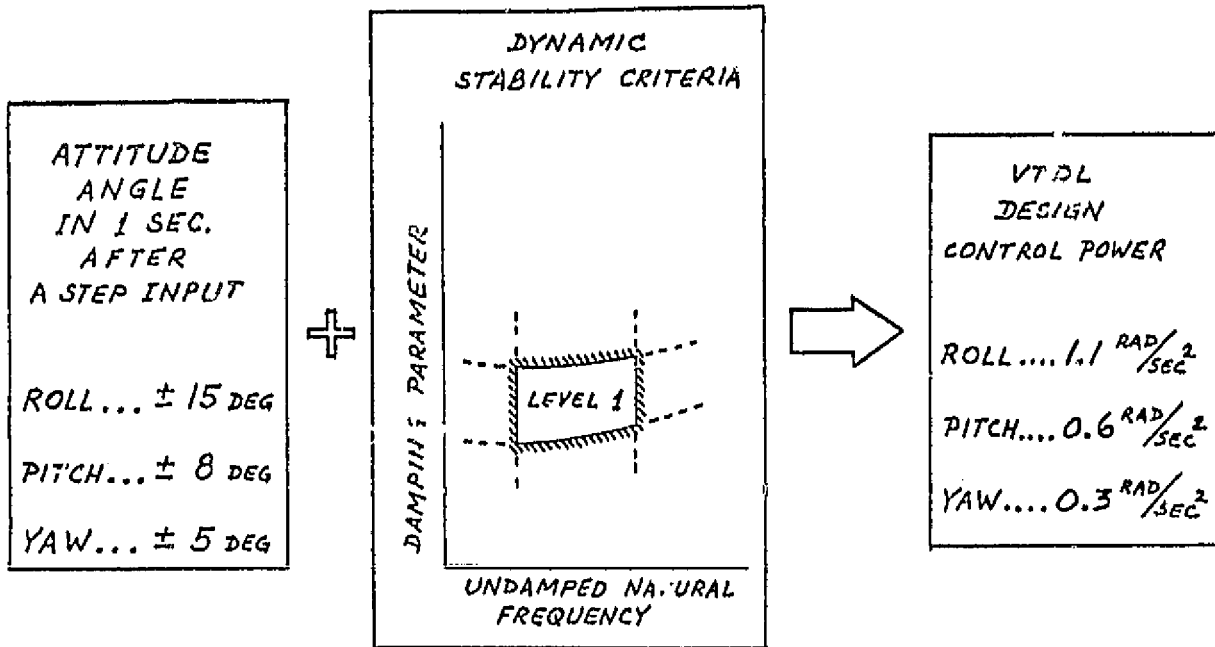 ATTITUDE
ANGLE
IN 1 SEC.
AFTER
A STEP INPUT
ROLL... ± 15 DEG
PITCH... ± 8 DEG
YAW... ± 5 DEG
DYNAMIC
STABILITY CRITERIA
DAMPING PARAMETER
LEVEL 1
UNDAMPED NATURAL
FREQUENCY
VTOL
DESIGN
CONTROL POWER
ROLL.... 1.1 RAD/SEC²
PITCH.... 0.6 RAD/SEC²
YAW.... 0.3 RAD/SEC²